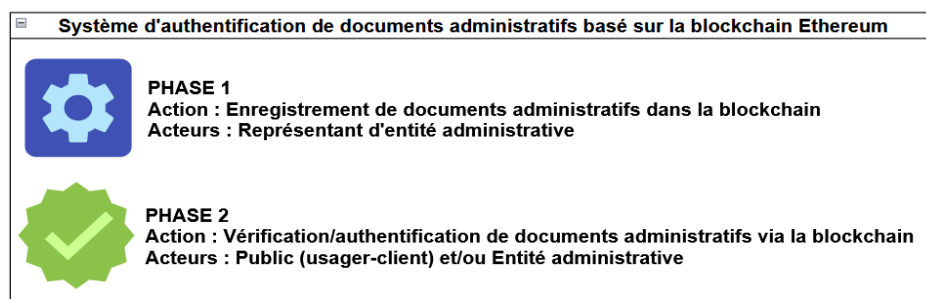 Système d'authentification de documents administratifs basé sur la blockchain Ethereum
PHASE 1
Action : Enregistrement de documents administratifs dans la blockchain
Acteurs : Représentant d'entité administrative
PHASE 2
Action : Vérification/authentification de documents administratifs via la blockchain
Acteurs : Public (usager-client) et/ou Entité administrative